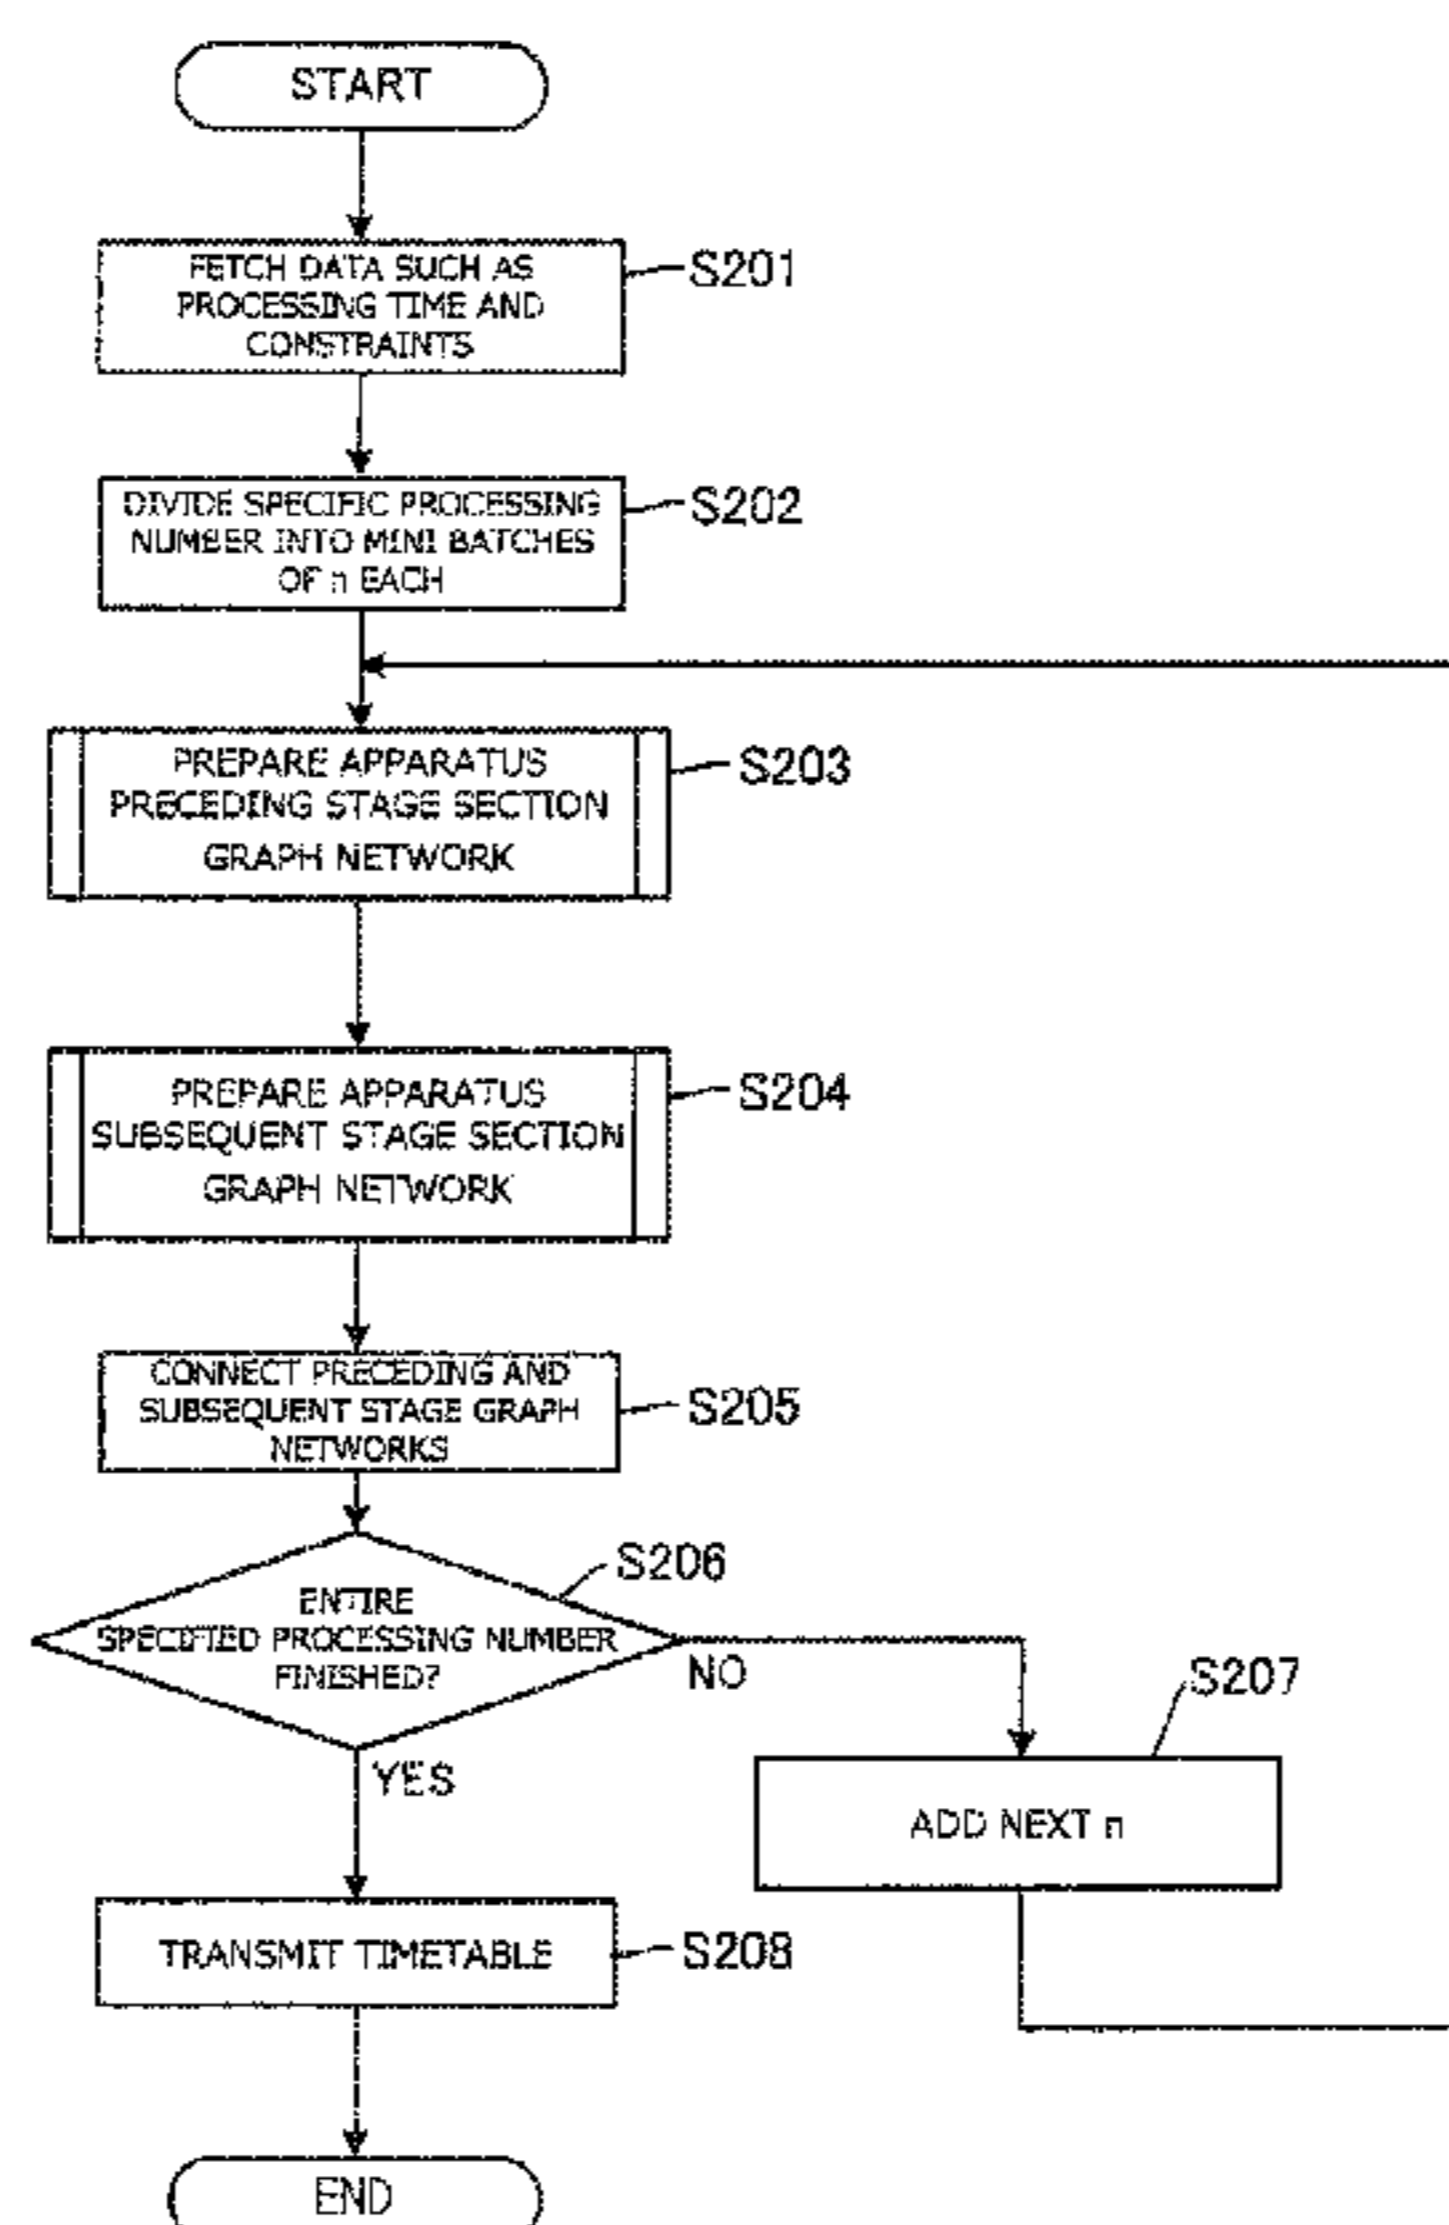 START
FETCH DATA SUCH AS
PROCESSING TIME AND
CONSTRAINTS
S201
DIVIDE SPECIFIC PROCESSING
NUMBER INTO MINI BATCHES
OF n EACH
S202
PREPARE APPARATUS
PRECEDING STAGE SECTION
GRAPH NETWORK
S203
PREPARE APPARATUS
SUBSEQUENT STAGE SECTION
GRAPH NETWORK
S204
CONNECT PRECEDING AND
SUBSEQUENT STAGE GRAPH
NETWORKS
S205
ENTIRE
SPECIFIED PROCESSING NUMBER
FINISHED?
S206
NO
YES
S207
ADD NEXT n
TRANSMIT TIMETABLE
S208
END